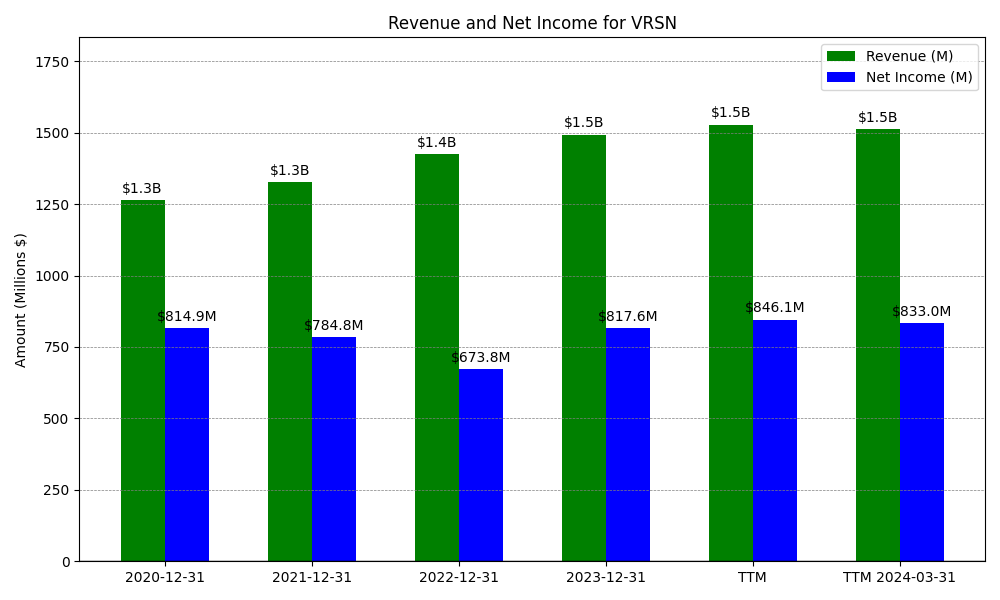 Revenue and Net Income for VRSN
Revenue (M)
Net Income (M)
Amount (Millions $)
1750
1500
1250
1000
750
500
250
0
$1.3B
$814.9M
$1.3B
$784.8M
$1.4B
$673.8M
$1.5B
$817.6M
$1.5B
$846.1M
$1.5B
$833.0M
2020-12-31
2021-12-31
2022-12-31
2023-12-31
TTM
TTM 2024-03-31